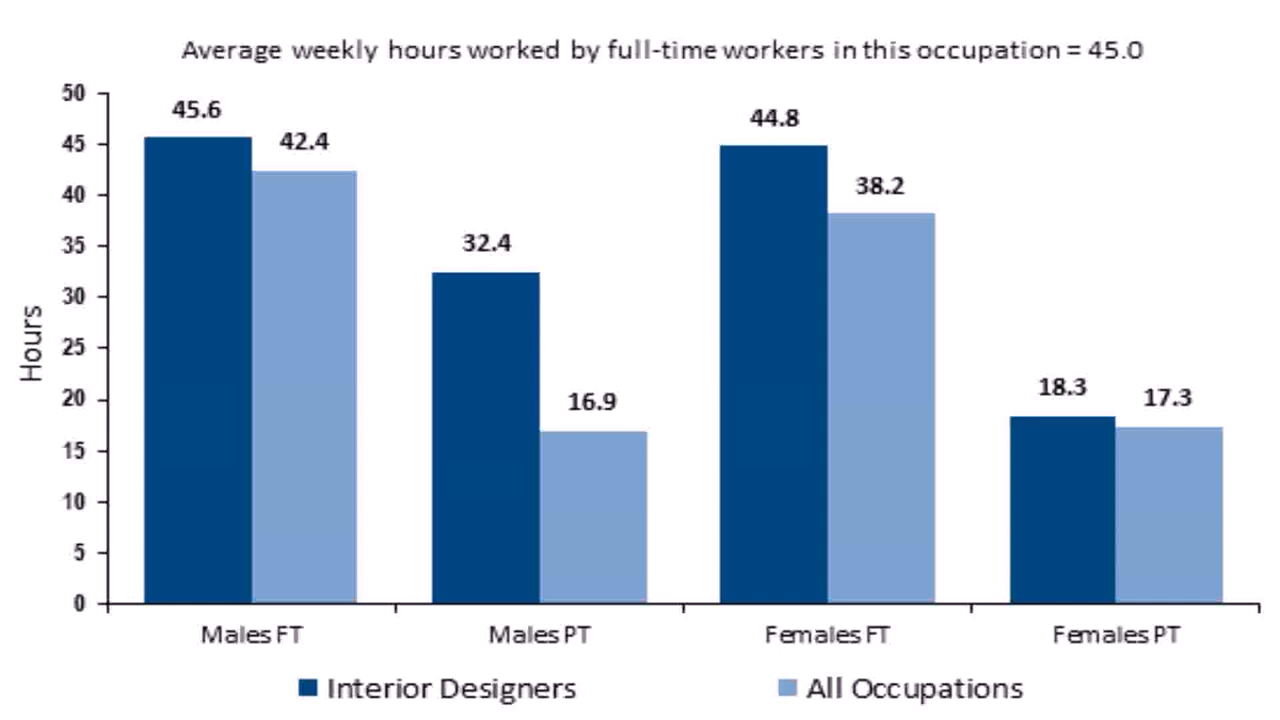 Average weekly hours worked by full-time workers in this occupation = 45.0
Hours
50
45
40
35
30
25
20
15
10
5
0
45.6
42.4
32.4
16.9
44.8
38.2
18.3
17.3
Males FT
Males PT
Females FT
Females PT
Interior Designers
All Occupations